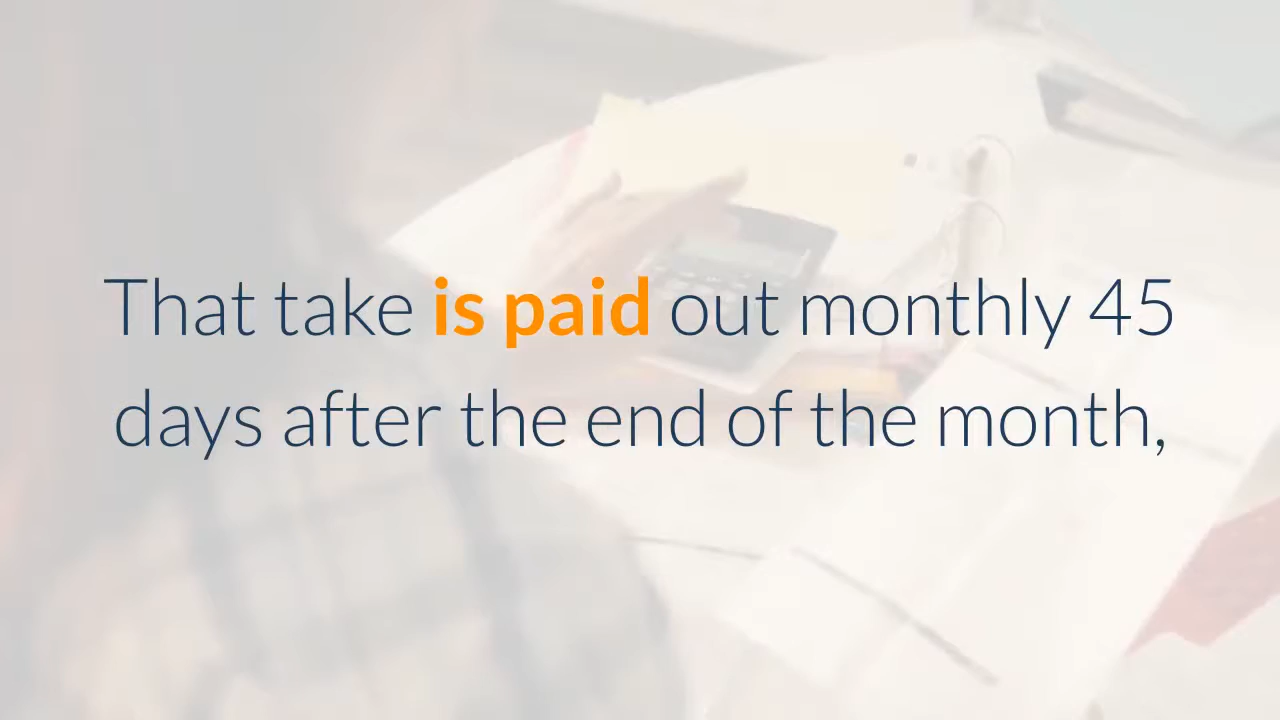 That take is paid out monthly 45
days after the end of the month,